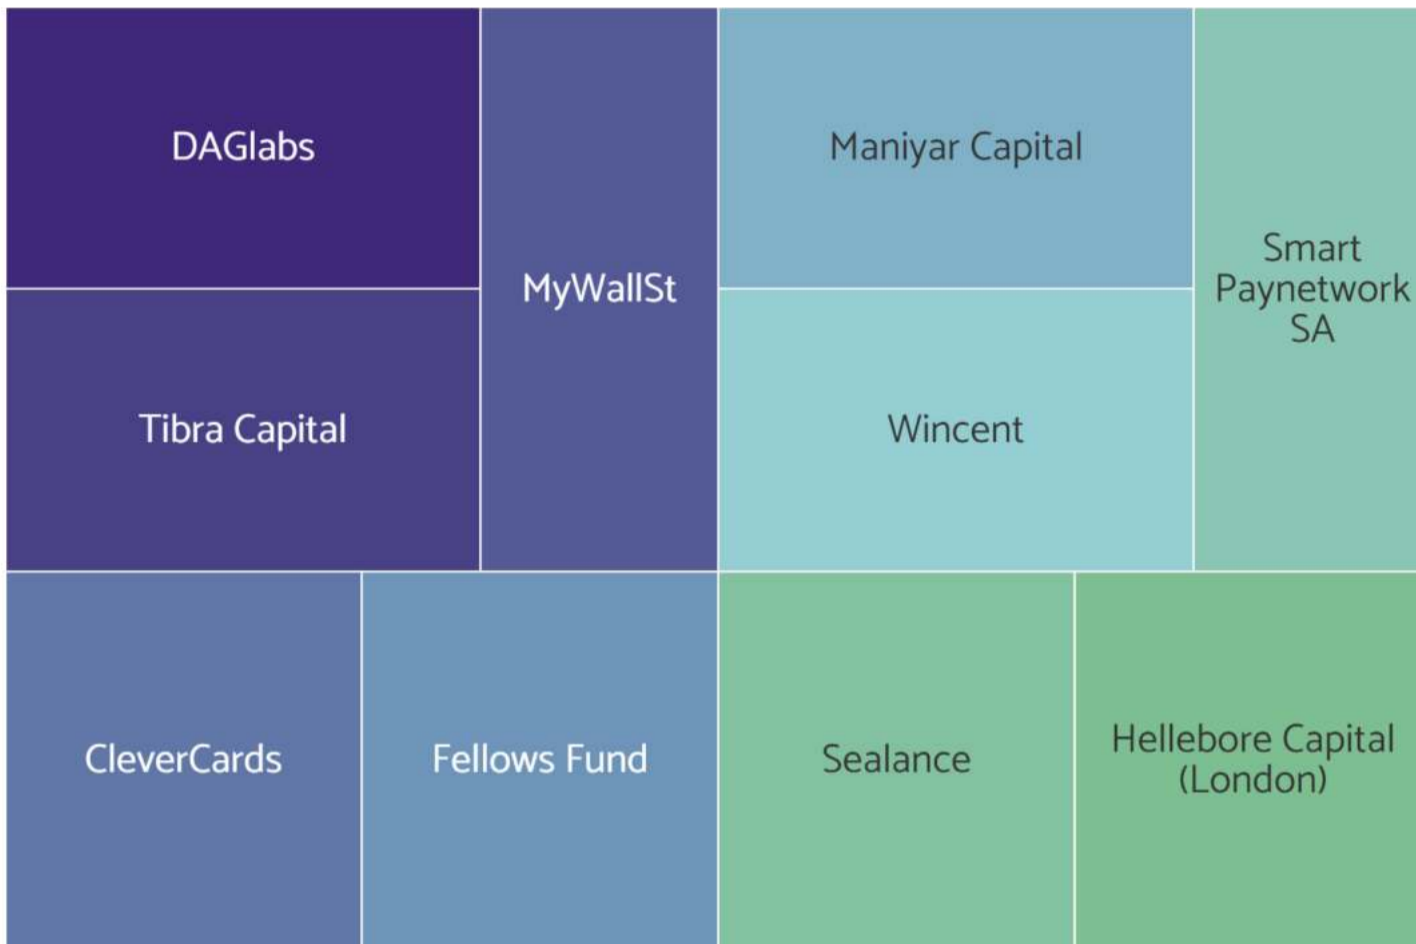 DAGlabs
Tibra Capital
MyWallSt
Maniyar Capital
Wincent
Smart
Paynetwork
SA
CleverCards
Fellows Fund
Sealance
Hellebore Capital
(London)